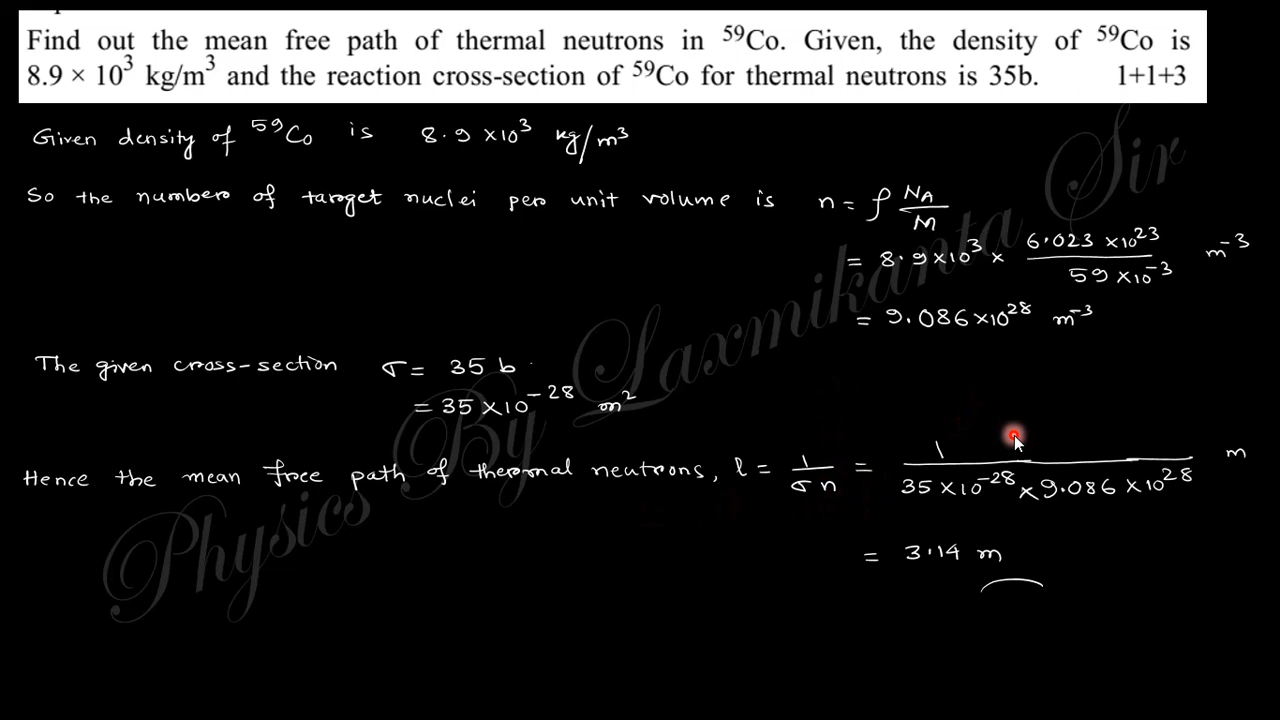 Find out the mean free path of thermal neutrons in ⁵⁹Co. Given, the density of ⁵⁹Co is
8.9 × 10³ kg/m³ and the reaction cross-section of ⁵⁹Co for thermal neutrons is 35b. 1+1+3
Given density of ⁵⁹Co is 8.9 × 10³ kg/m³
So the number of target nuclei per unit volume is n = ρ N_A/M
= 8.9 × 10³ × 6.023 × 10²³/59 × 10⁻³ m⁻³
= 9.086 × 10²⁸ m⁻³
The given cross-section σ = 35 b.
= 35 × 10⁻²⁸ m²
Hence the mean free path of thermal neutrons, l = 1/σn = 1/35 × 10⁻²⁸ × 9.086 × 10²⁸ m
= 3.14 m
Physics By Laxmikanta Sir